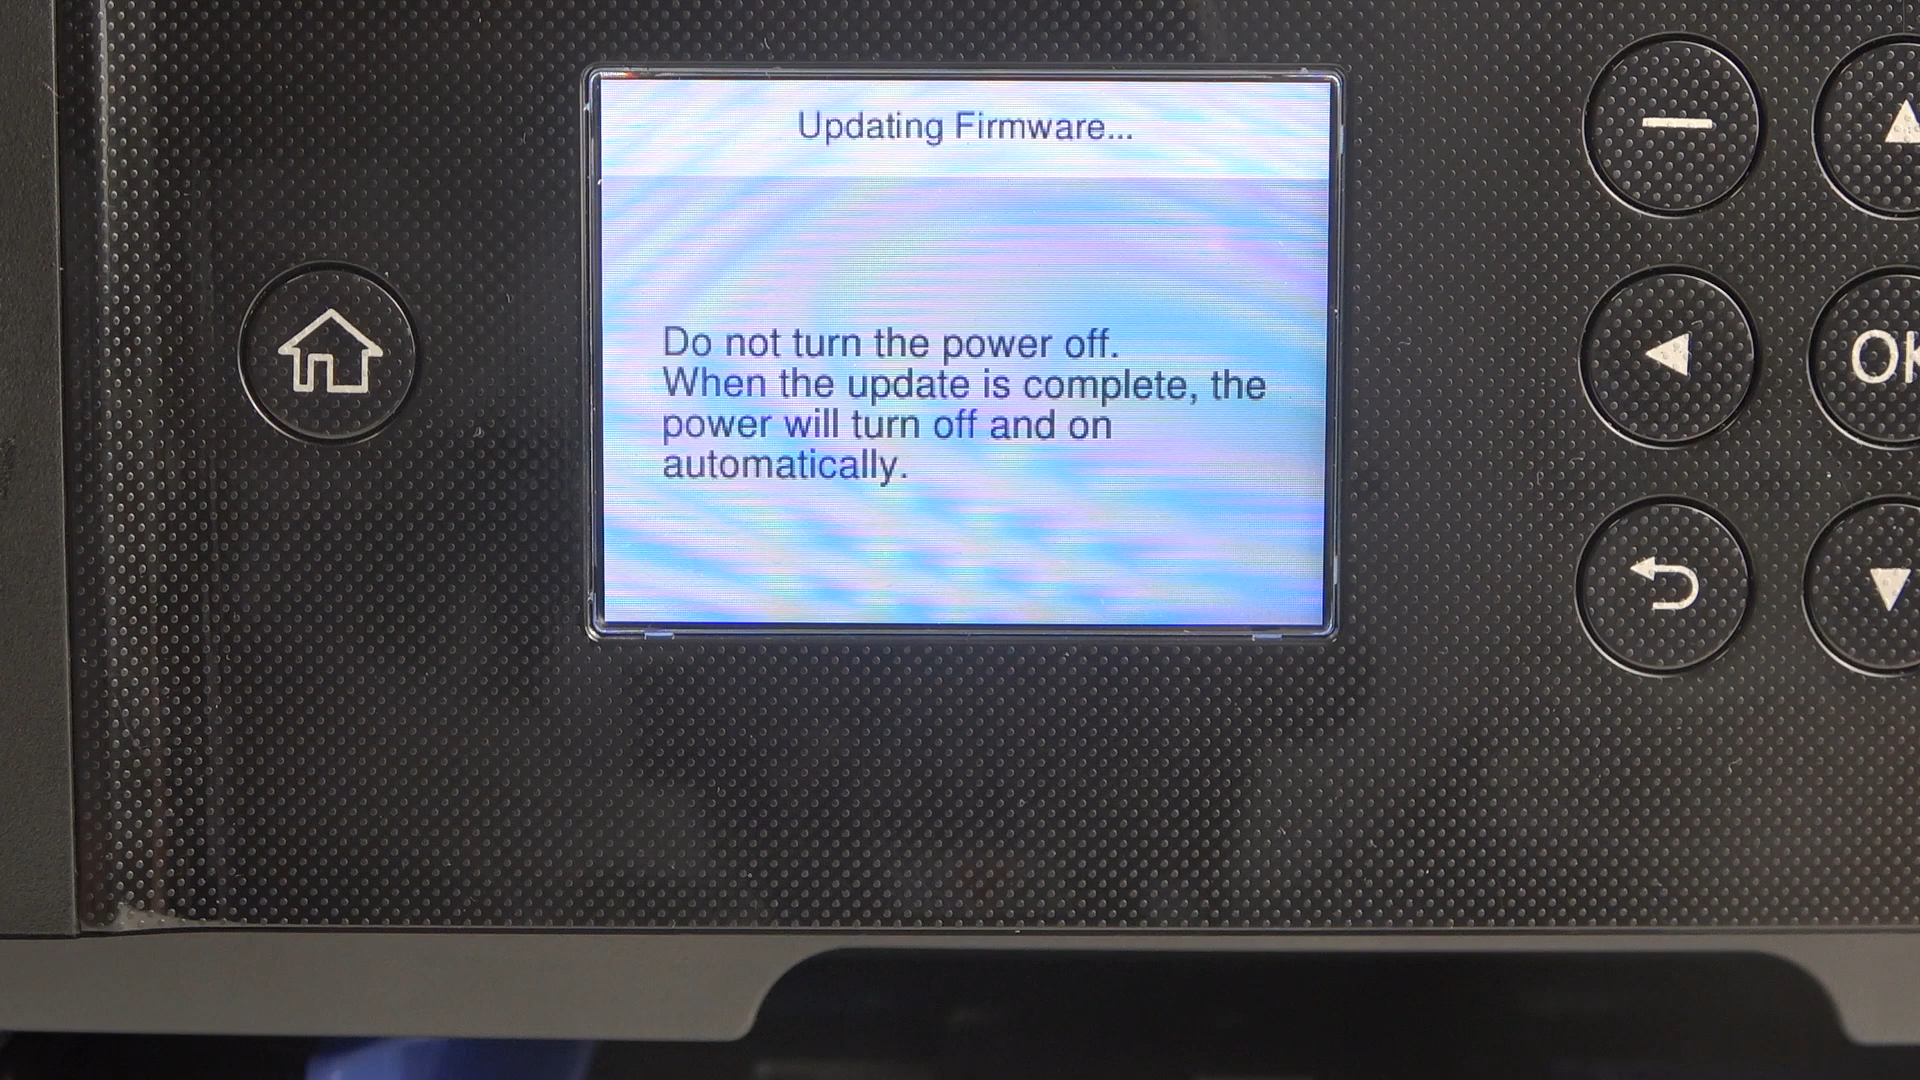 Updating Firmware...
Do not turn the power off.
When the update is complete, the
power will turn off and on
automatically.
OK